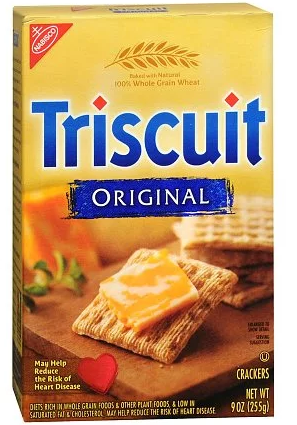 NABISCO
Baked with Natural
100% Whole Grain Wheat
Triscuit
ORIGINAL
ENLARGED TO
SHOW DETAIL
SERVING
SUGGESTION
May Help
Reduce
the Risk of
Heart Disease
U
CRACKERS
NET WT
9 OZ (255g)
DIETS RICH IN WHOLE GRAIN FOODS & OTHER PLANT FOODS, & LOW IN
SATURATED FAT & CHOLESTEROL, MAY HELP REDUCE THE RISK OF HEART DISEASE.